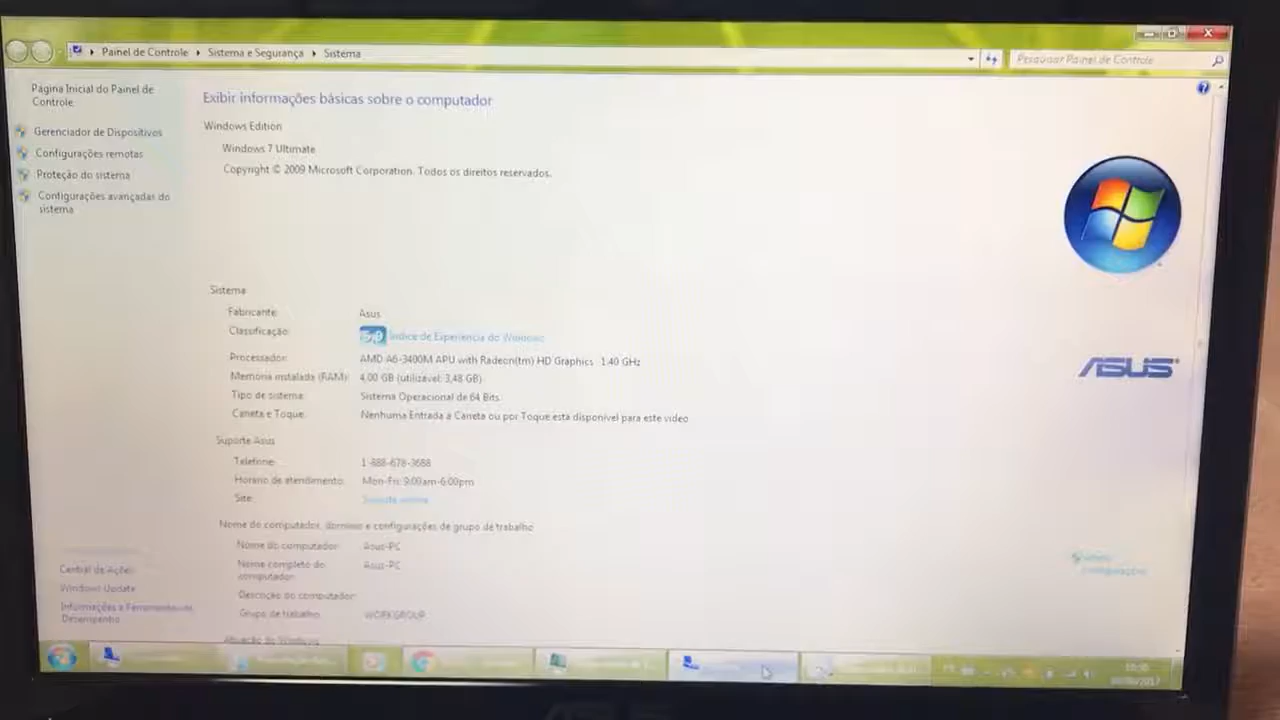 Painel de Controle
Sistema e Segurança
Sistema
Pesquisar Painel de Controle
Página Inicial do Painel de
Controle
Gerenciador de Dispositivos
Configurações remotas
Proteção do sistema
Configurações avançadas do
sistema
Exibir informações básicas sobre o computador
Windows Edition
Windows 7 Ultimate
Copyright © 2009 Microsoft Corporation. Todos os direitos reservados.
Sistema
Fabricante: Asus
Classificação: 5,0 Índice de Experiência do Windows
Processador: AMD A6-3400M APU with Radeon(tm) HD Graphics 1.40 GHz
Memória instalada (RAM): 4,00 GB (utilizável: 3,48 GB)
Tipo de sistema: Sistema Operacional de 64 Bits
Caneta e Toque: Nenhuma Entrada à Caneta ou por Toque está disponível para este vídeo
ASUS
Suporte Asus
Telefone: 1-888-678-3688
Horário de atendimento: Mon-Fri: 9:00am-6:00pm
Site: Suporte online
Nome do computador, domínio e configurações de grupo de trabalho
Nome do computador: Asus-PC
Nome completo do
computador: Asus-PC
Descrição do computador:
Grupo de trabalho: WORKGROUP
Ativação do Windows
configurações
Central de Ações
Windows Update
Informações e Ferramentas de
Desempenho